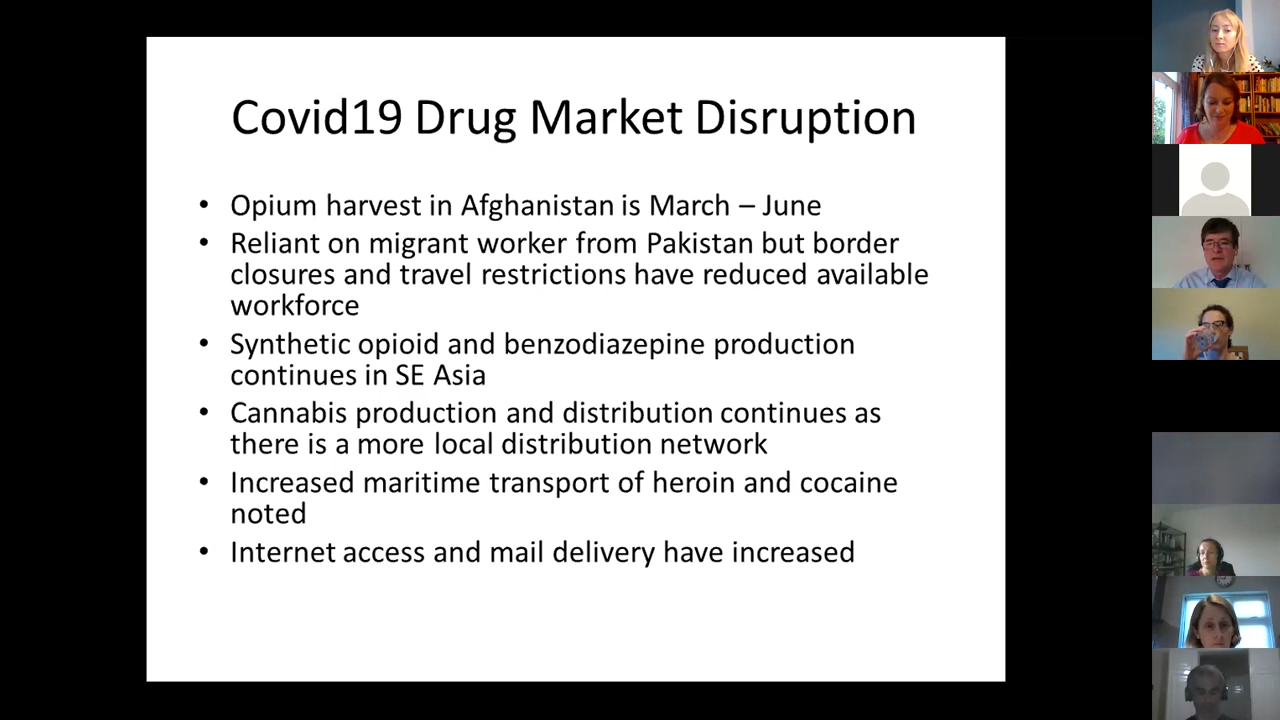 Covid19 Drug Market Disruption
• Opium harvest in Afghanistan is March – June
• Reliant on migrant worker from Pakistan but border
closures and travel restrictions have reduced available
workforce
• Synthetic opioid and benzodiazepine production
continues in SE Asia
• Cannabis production and distribution continues as
there is a more local distribution network
• Increased maritime transport of heroin and cocaine
noted
• Internet access and mail delivery have increased